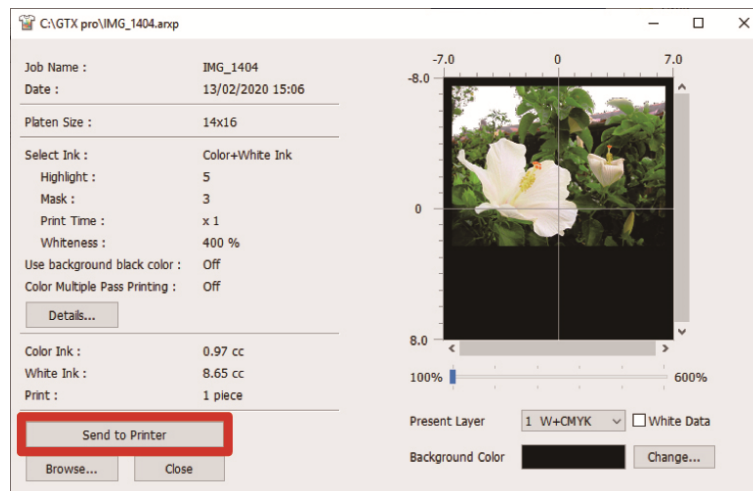 C:\GTX pro\IMG_1404.arxp
Job Name : IMG_1404
Date : 13/02/2020 15:06
Platen Size : 14x16
Select Ink : Color+White Ink
Highlight : 5
Mask : 3
Print Time : x 1
Whiteness : 400 %
Use background black color : Off
Color Multiple Pass Printing : Off
Details...
Color Ink : 0.97 cc
White Ink : 8.65 cc
Print : 1 piece
Send to Printer
Browse... Close
-7.0 0 7.0
-8.0
0
8.0
100% 600%
Present Layer 1 W+CMYK White Data
Background Color Change...